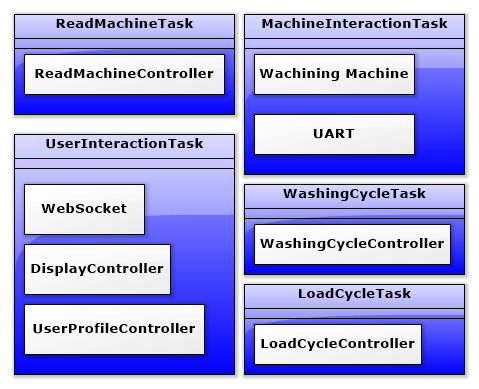 ReadMachineTask
ReadMachineController
MachineInteractionTask
Wachining Machine
UART
UserInteractionTask
WebSocket
DisplayController
UserProfileController
WashingCycleTask
WashingCycleController
LoadCycleTask
LoadCycleController